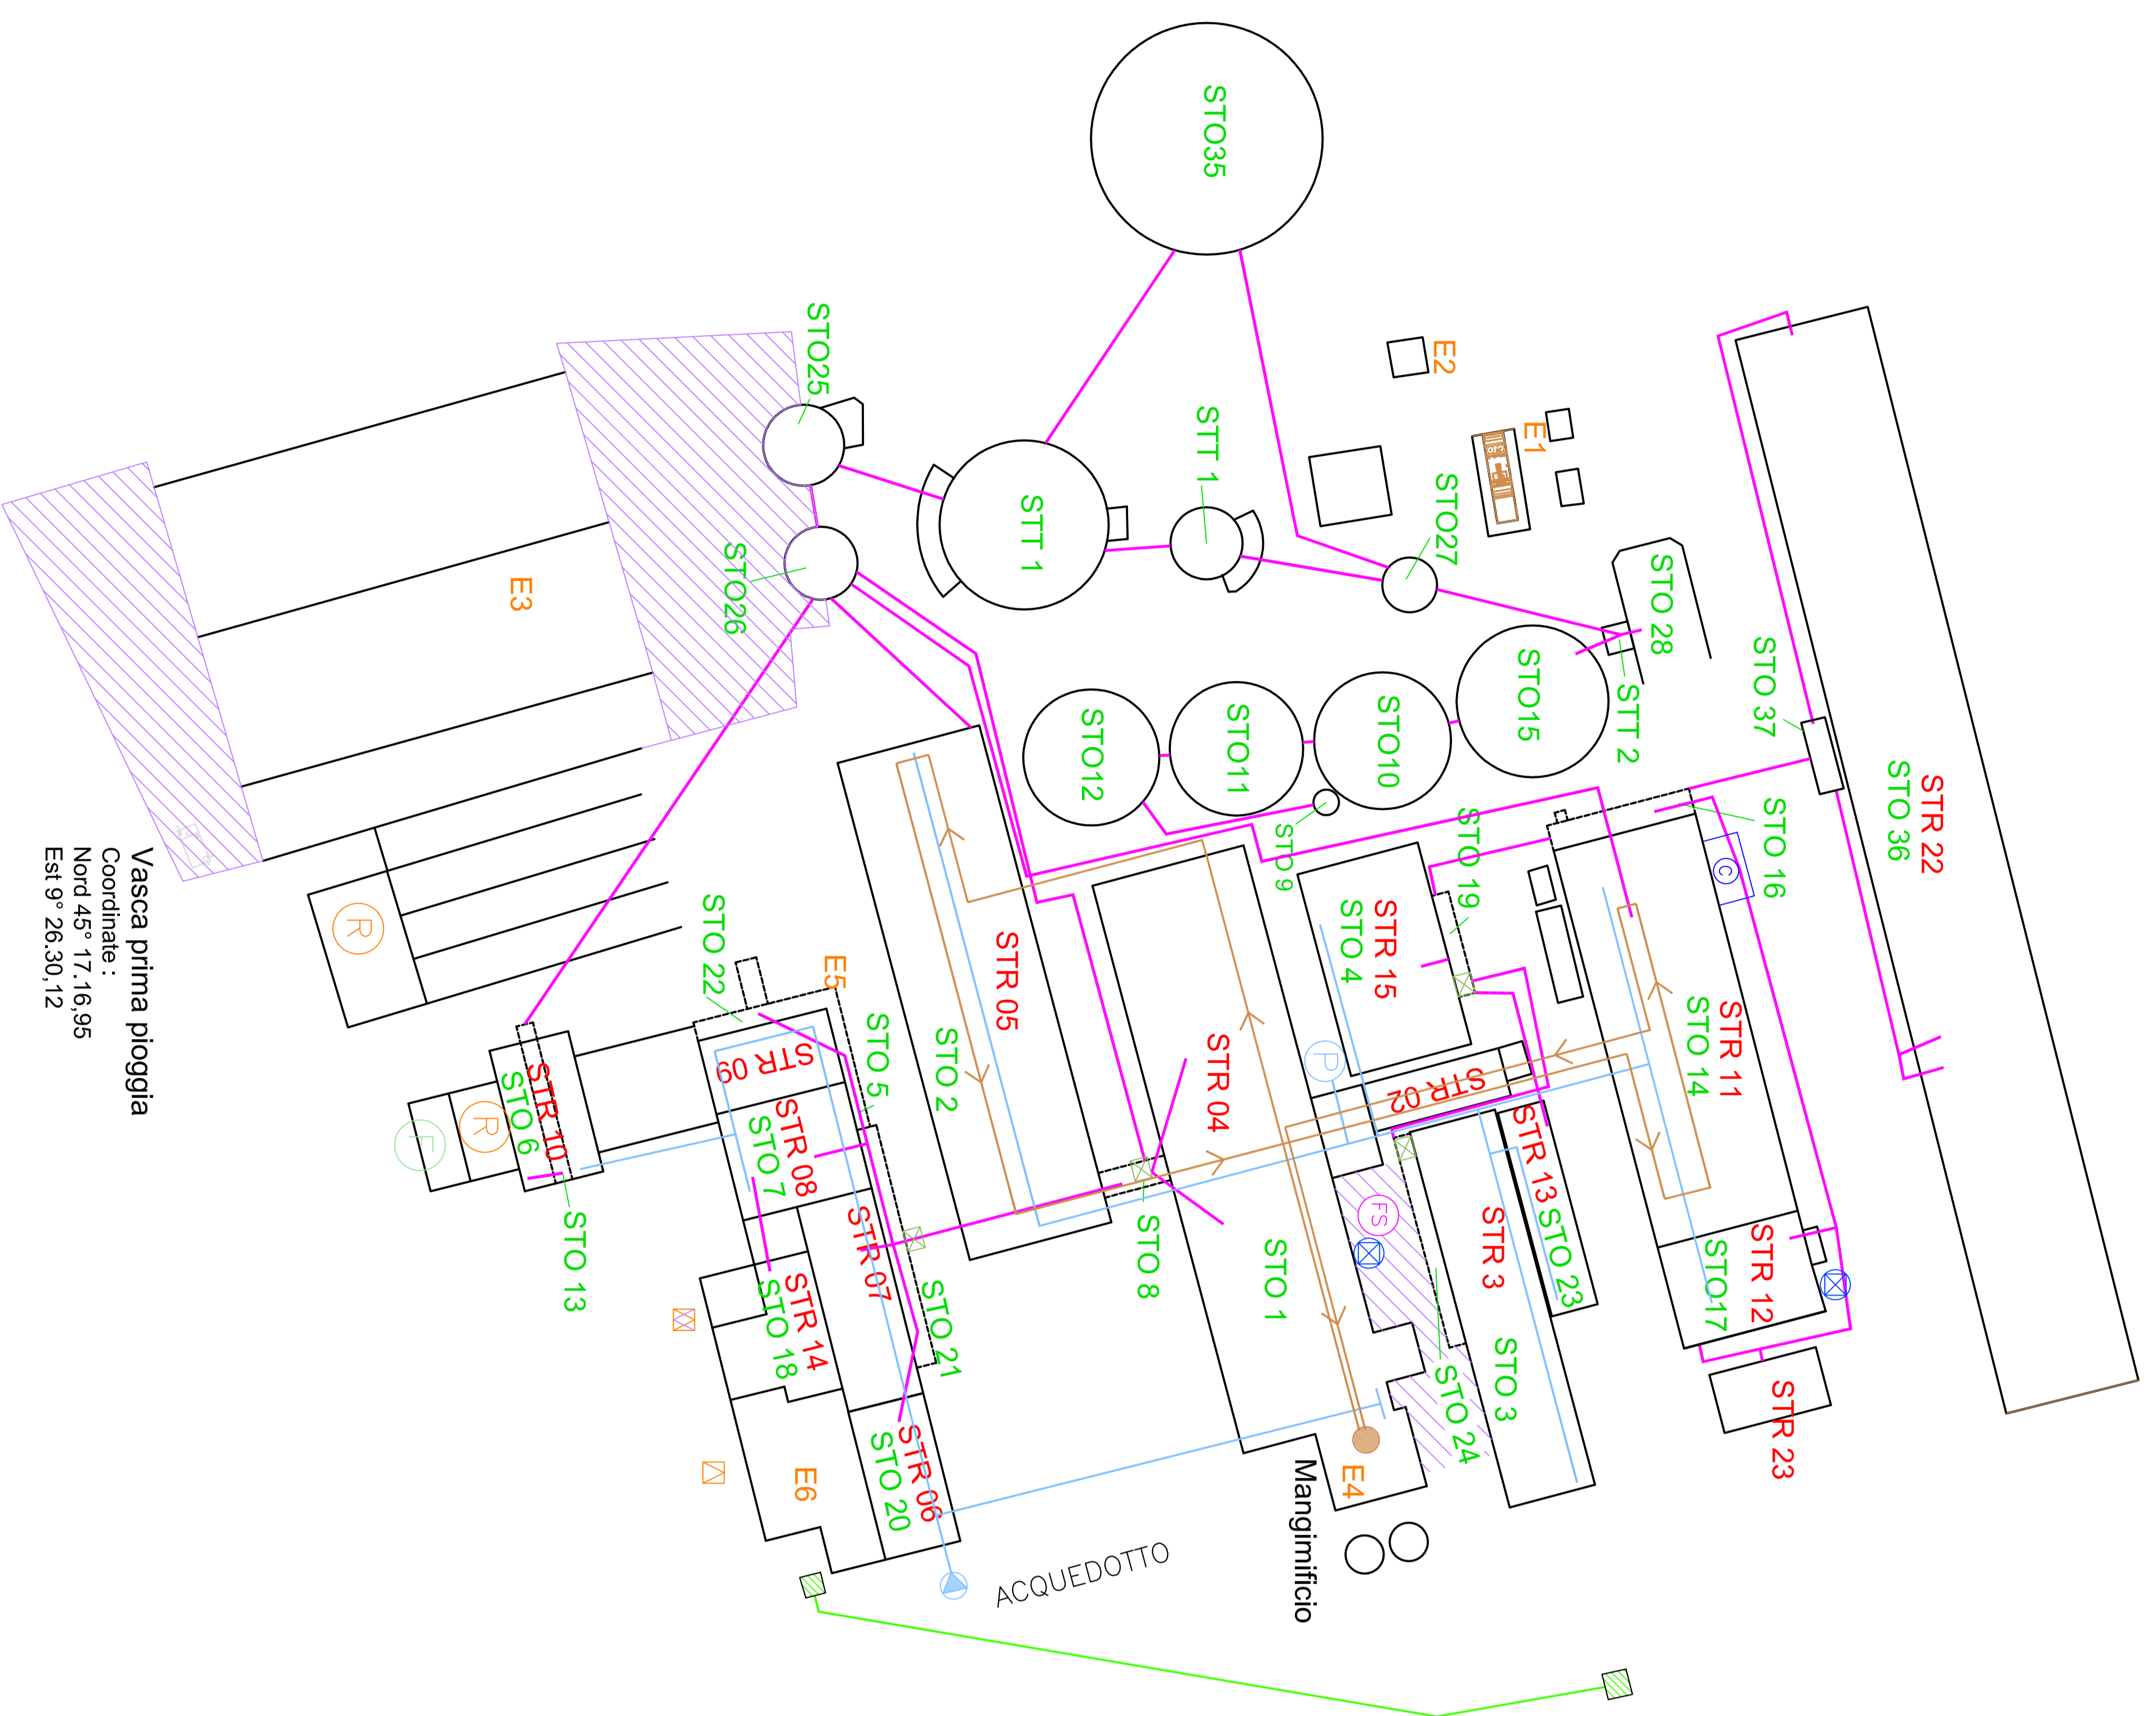 STO35
STO25
E2
STT 1
E1
STO27
STT 1
STO26
E3
STO 28
STO 37
STT 2
STO15
STO10
STO11
STO12
STR 22
STO 36
STO 16
C
STO 19
STO 9
STR 15
STO 4
STR 05
STO 2
STR 11
STO 14
STR 04
STO 1
STR 02
P
R
STO 22
E5
STO 5
STR 09
STR 10
STO 6
R
F
STR 08
STO 7
STR 13
STO 23
STR 3
STO 3
FS
STR 07
STO 8
STO 13
STR 12
STO17
STR 14
STO 18
STO 21
STO 24
STR 23
STR 06
STO 20
E6
E4
Mangimificio
ACQUEDOTTO
Vasca prima pioggia
Coordinate :
Nord 45° 17.16,95
Est 9° 26.30,12